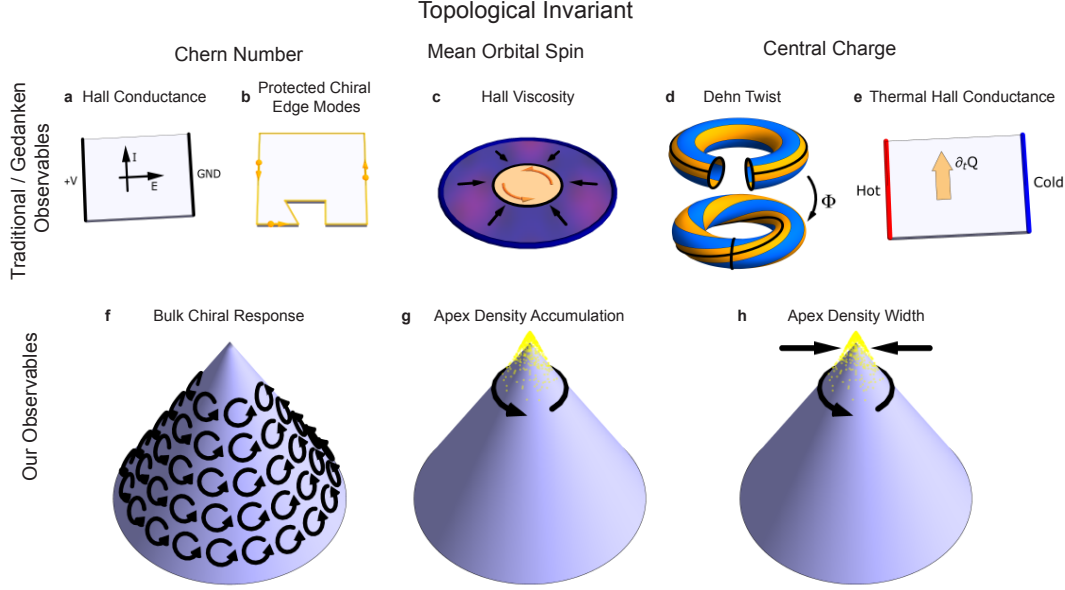 Topological Invariant
Chern Number
Mean Orbital Spin
Central Charge
Traditional / Gedanken
Observables
a Hall Conductance
b Protected Chiral
Edge Modes
c Hall Viscosity
d Dehn Twist
e Thermal Hall Conductance
+V
I
E
GND
Φ
Hot
∂ₜQ
Cold
Our Observables
f Bulk Chiral Response
g Apex Density Accumulation
h Apex Density Width